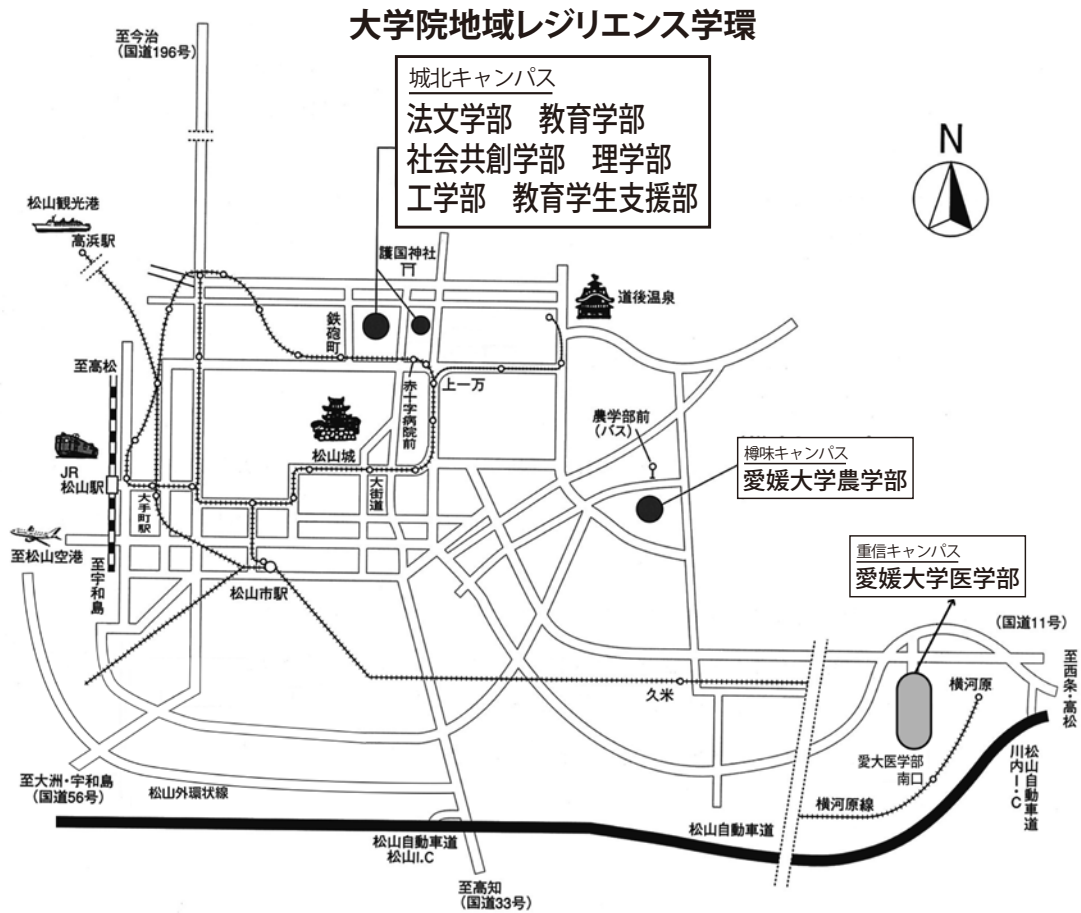 大学院地域レジリエンス学環
城北キャンパス
法文学部　教育学部
社会共創学部　理学部
工学部　教育学生支援部
至今治
（国道196号）
N
松山観光港
高浜駅
護国神社
道後温泉
鉄砲町
至高松
赤十字病院前
上一万
農学部前
（バス）
松山城
JR
松山駅
大手町駅
大街道
樽味キャンパス
愛媛大学農学部
至松山空港
至宇和島
松山市駅
重信キャンパス
愛媛大学医学部
（国道11号）
至西条・高松
久米
横河原
愛大医学部
南口
松山自動車道
川内I・C
至大洲・宇和島
（国道56号）
松山外環状線
横河原線
松山自動車道
松山自動車道
松山I.C
至高知
（国道33号）